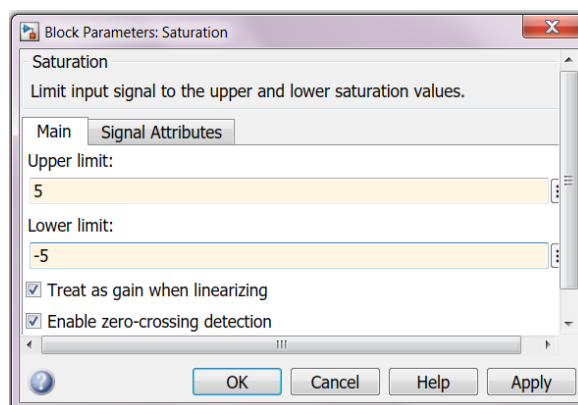 Block Parameters: Saturation
Saturation
Limit input signal to the upper and lower saturation values.
Main Signal Attributes
Upper limit:
5
Lower limit:
-5
Treat as gain when linearizing
Enable zero-crossing detection
OK Cancel Help Apply